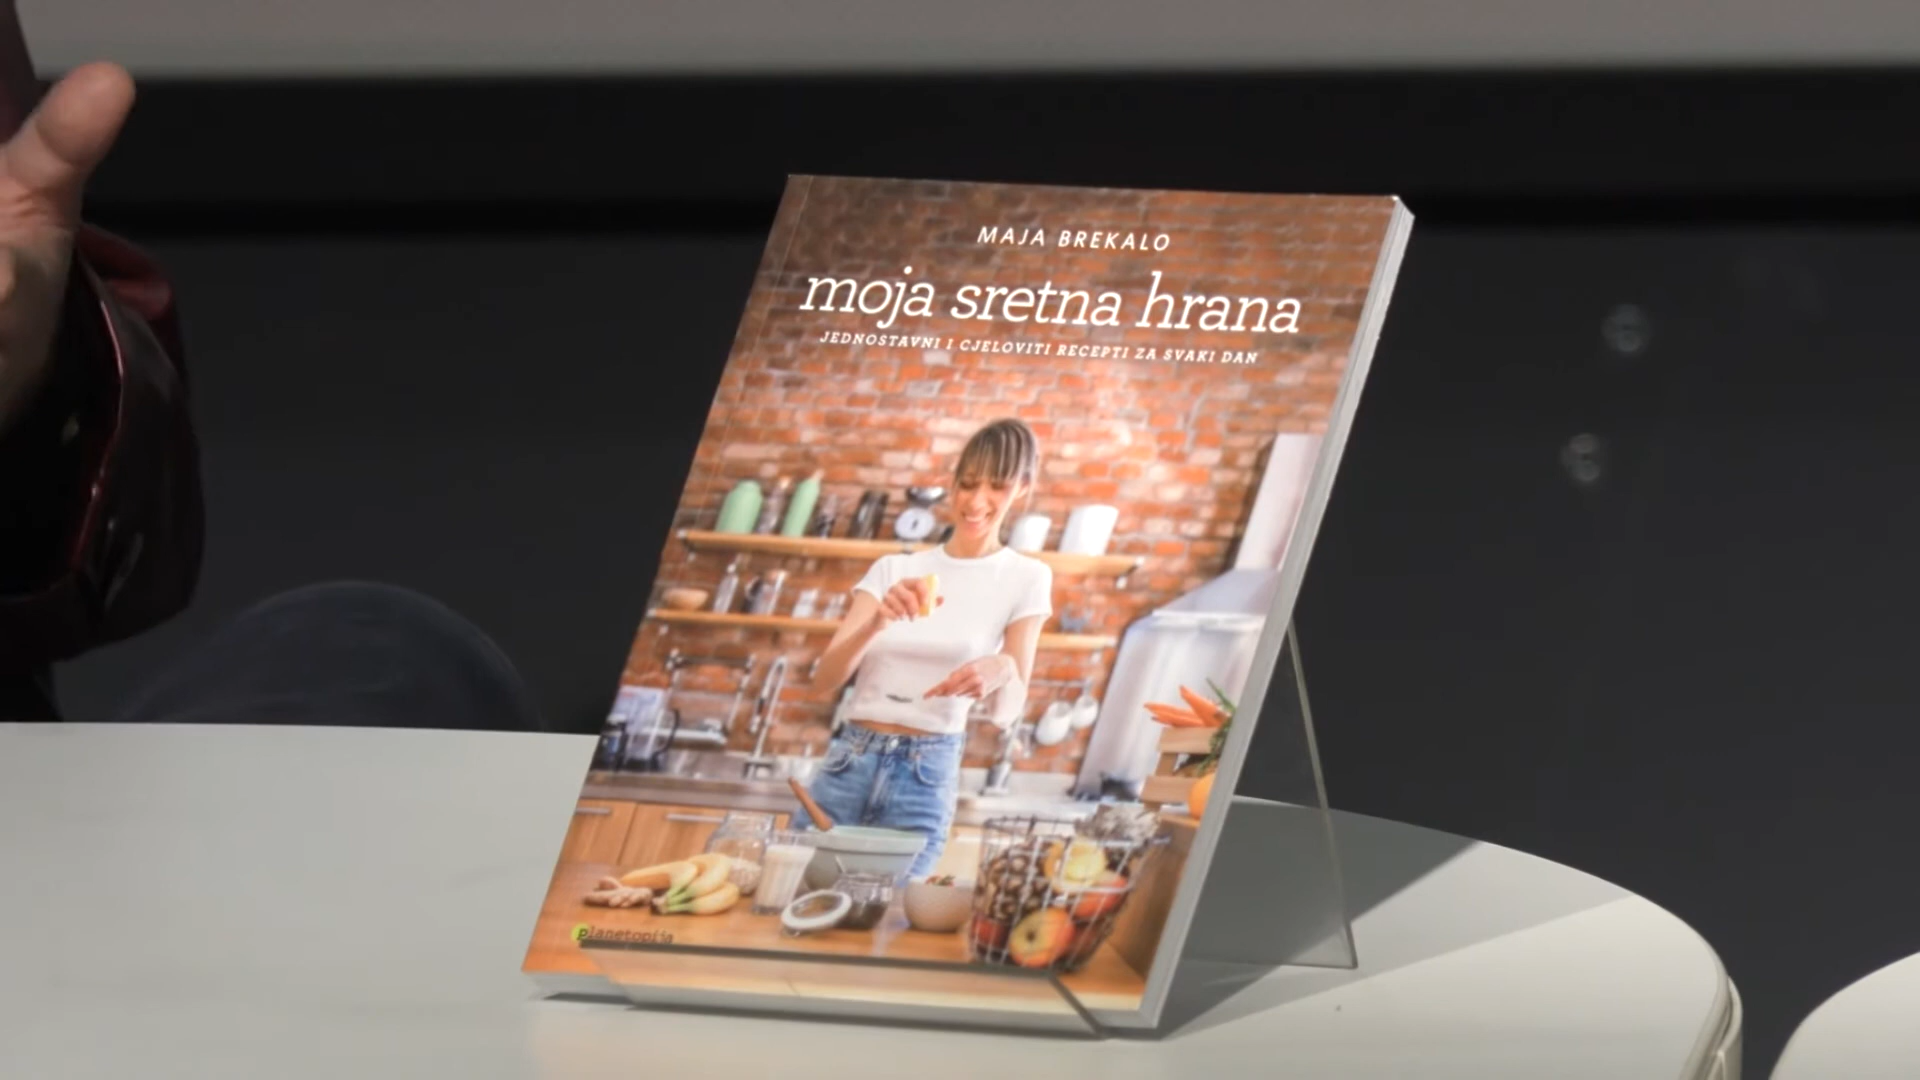 MAJA BREKALO
moja sretna hrana
JEDNOSTAVNI I CJELOVITI RECEPTI ZA SVAKI DAN
planetopija